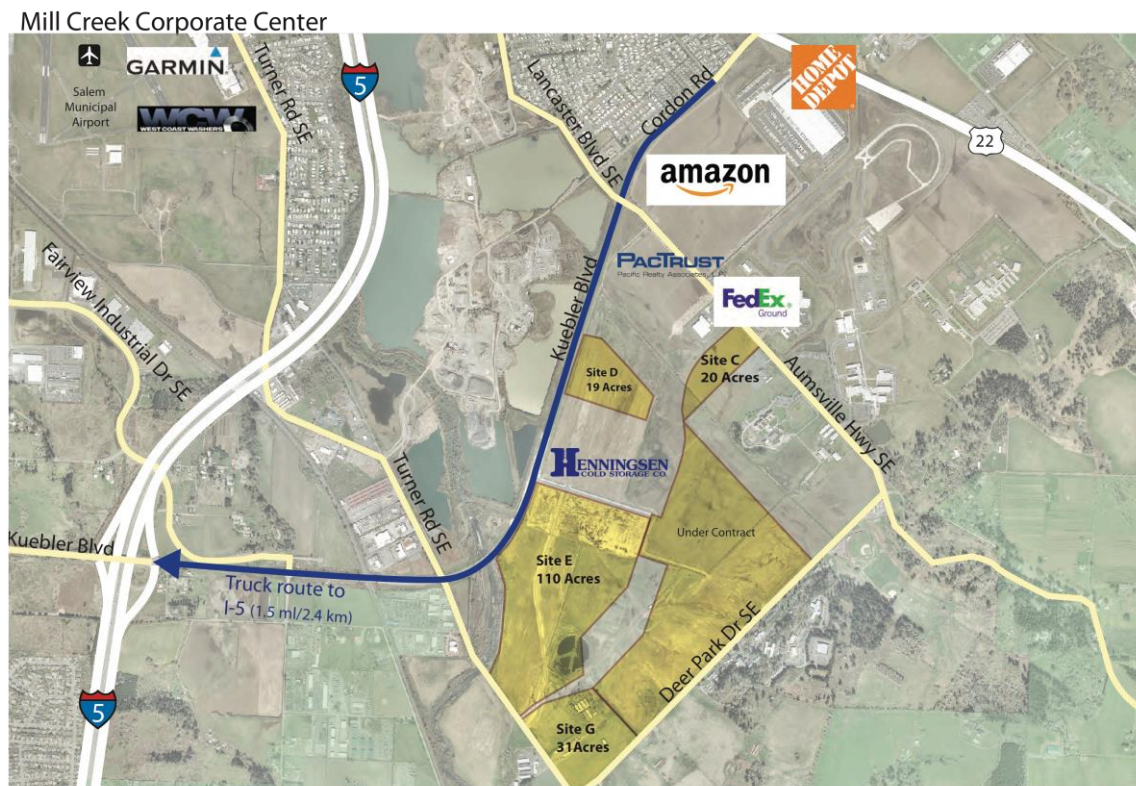 Mill Creek Corporate Center
GARMIN
Salem
Municipal
Airport
WCW
WEST COAST WASHERS
Turner Rd SE
5
Lancaster Blvd SE
Cordon Rd
THE
HOME
DEPOT
22
amazon
PACTRUST
Pacific Realty Associates, L.P.
FedEx
Ground
Kuebler Blvd
Fairview Industrial Dr SE
Site D
19 Acres
Site C
20 Acres
Aumsville Hwy SE
HENNINGSEN
COLD STORAGE CO.
Turner Rd SE
Under Contract
Kuebler Blvd
Site E
110 Acres
Truck route to
I-5 (1.5 ml/2.4 km)
Deer Park Dr SE
5
Site G
31Acres